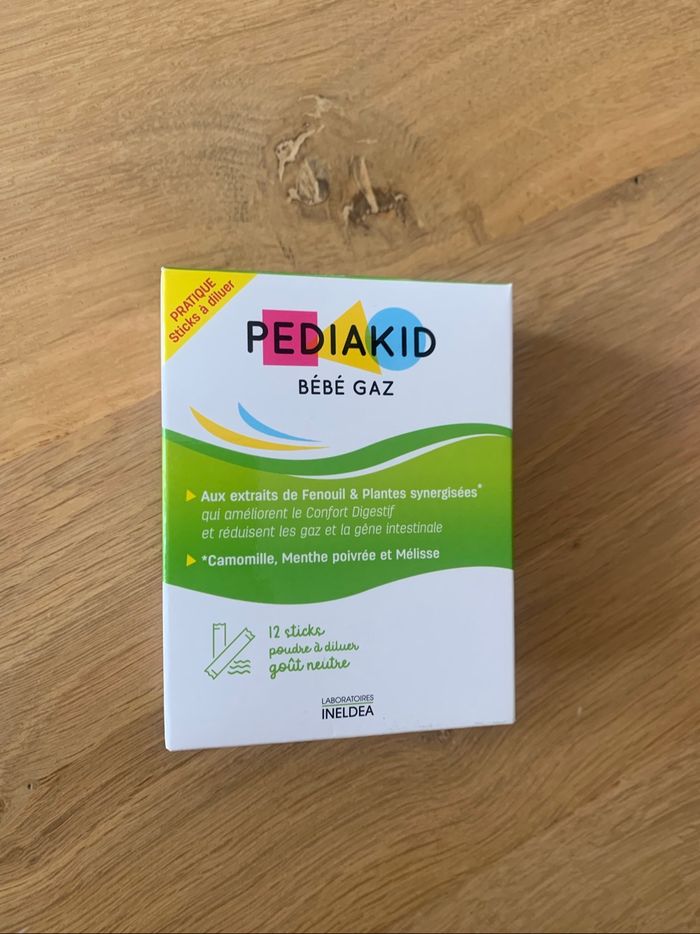 PRATIQUE
Sticks à diluer
PEDIAKID
BÉBÉ GAZ
Aux extraits de Fenouil & Plantes synergisées*
qui améliorent le Confort Digestif
et réduisent les gaz et la gêne intestinale
*Camomille, Menthe poivrée et Mélisse
12 sticks
poudre à diluer
goût neutre
LABORATOIRES
INELDEA